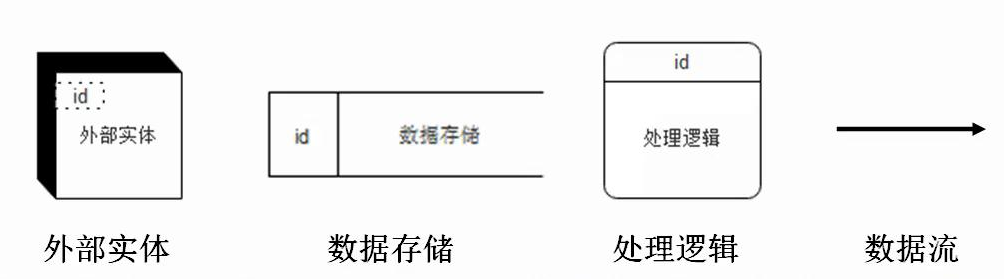 id
外部实体
id
数据存储
id
处理逻辑
外部实体
数据存储
处理逻辑
数据流